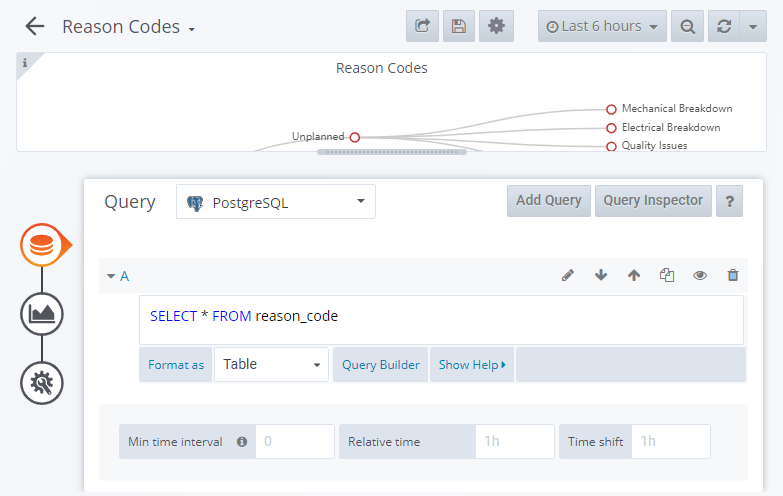 Reason Codes
Last 6 hours
i
Reason Codes
Mechanical Breakdown
Unplanned
Electrical Breakdown
Quality Issues
Query
PostgreSQL
Add Query
Query Inspector
?
A
SELECT * FROM reason_code
Format as
Table
Query Builder
Show Help
Min time interval
0
Relative time
1h
Time shift
1h